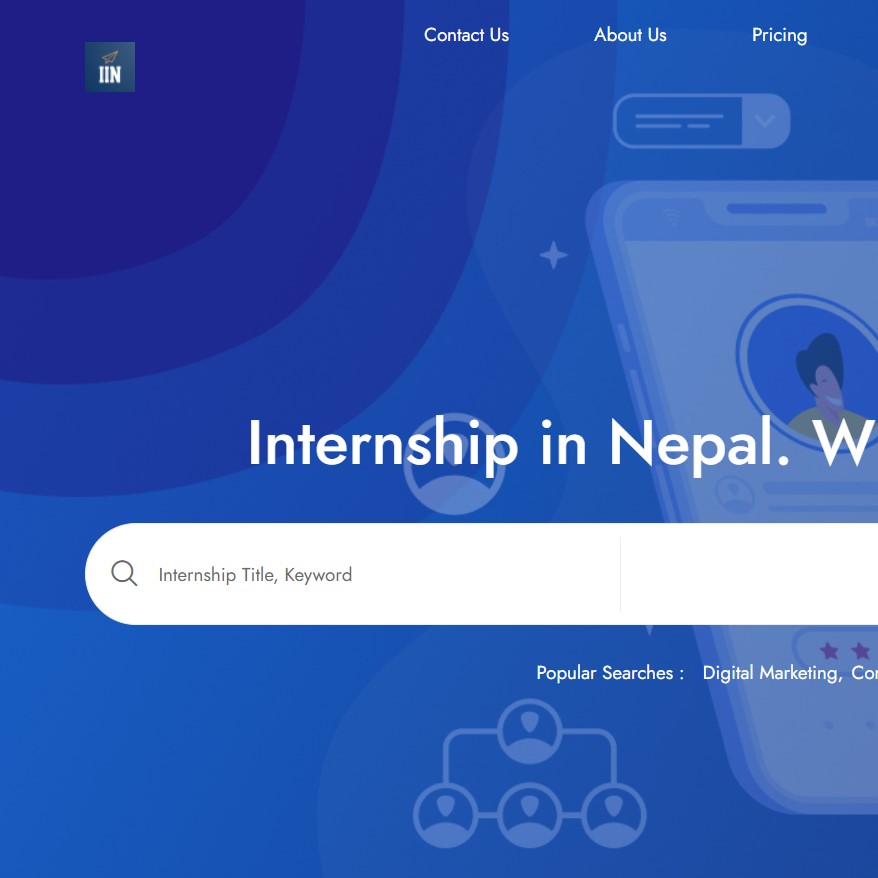 Contact Us About Us Pricing
IIN
Internship in Nepal. W
Internship Title, Keyword
Popular Searches : Digital Marketing, Co